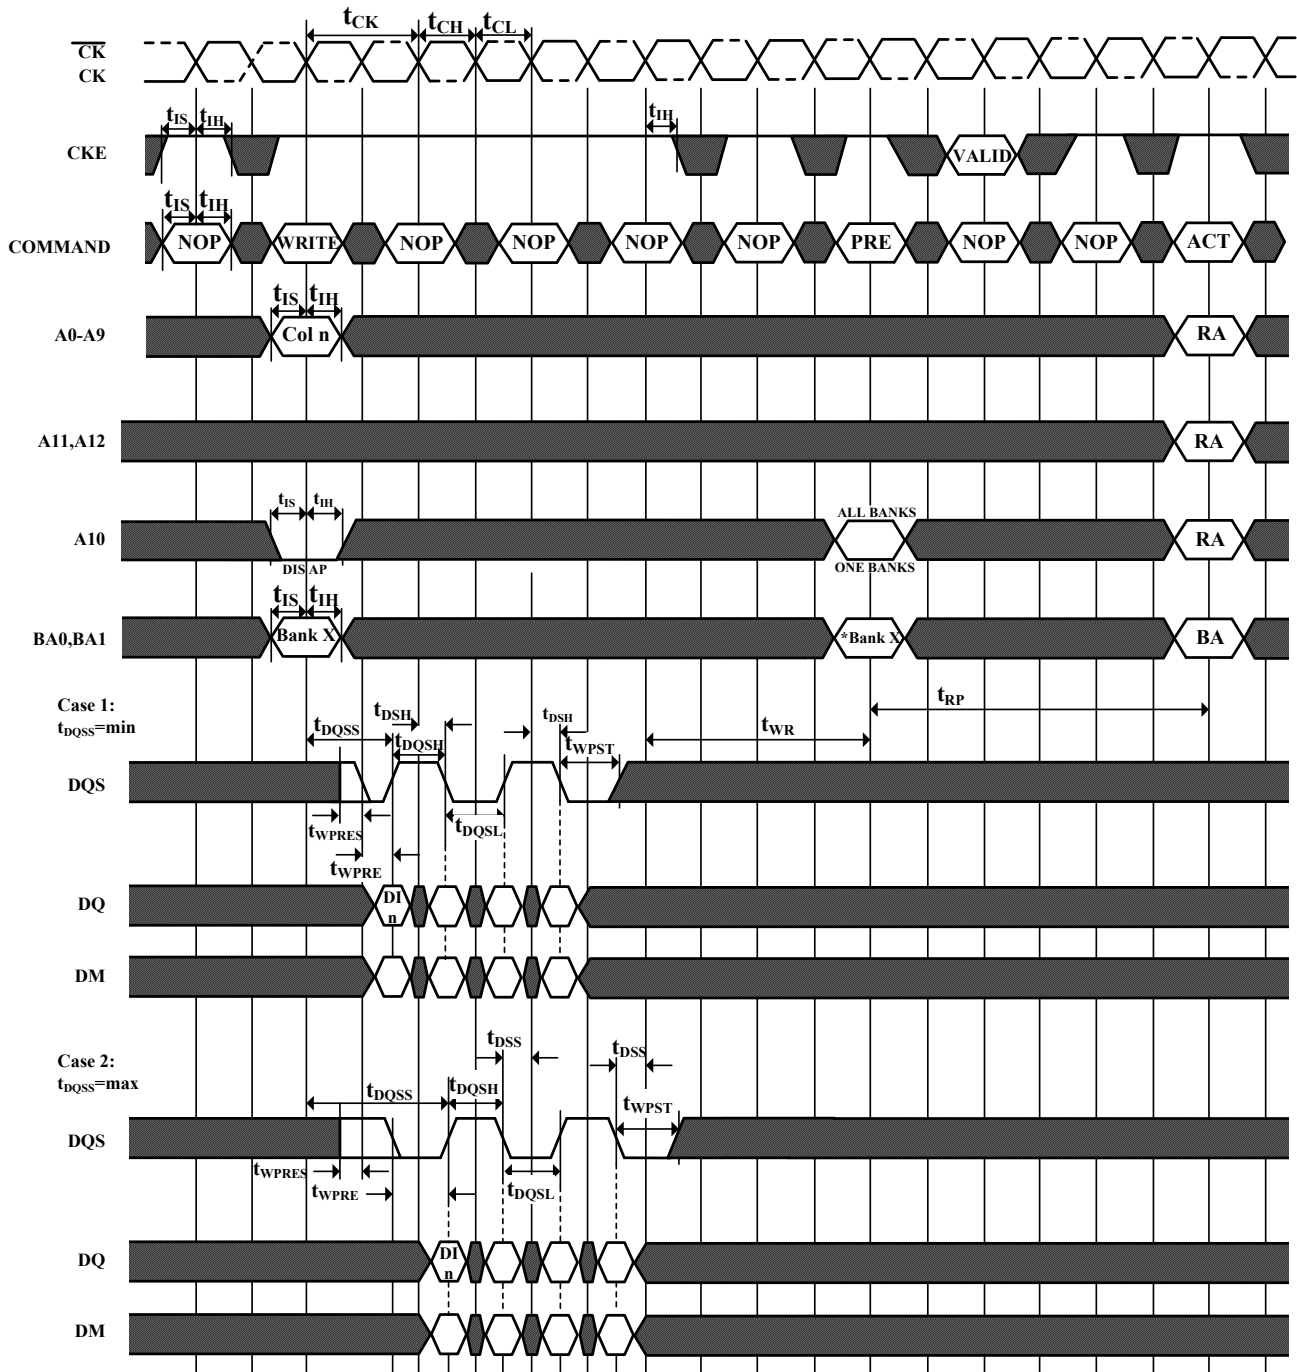 tCK tCH tCL
CK
CK
tIS tIH tIH
CKE VALID
tIS tIH
COMMAND NOP WRITE NOP NOP NOP NOP PRE NOP NOP ACT
tIS tIH
A0-A9 Col n RA
A11,A12 RA
tIS tIH ALL BANKS
A10 RA
DIS AP ONE BANKS
tIS tIH
BA0,BA1 Bank X *Bank X BA
Case 1:
tDQSS=min
tDQSS tDSH tDQSH tDSH tWPST tWR tRP
DQS
tWPRES tDQSL
tWPRE
DQ DI
n
DM
Case 2:
tDQSS=max
tDSS tDSS
tDQSS tDQSH tWPST
DQS
tWPRES tWPRE tDQSL
DQ DI
n
DM